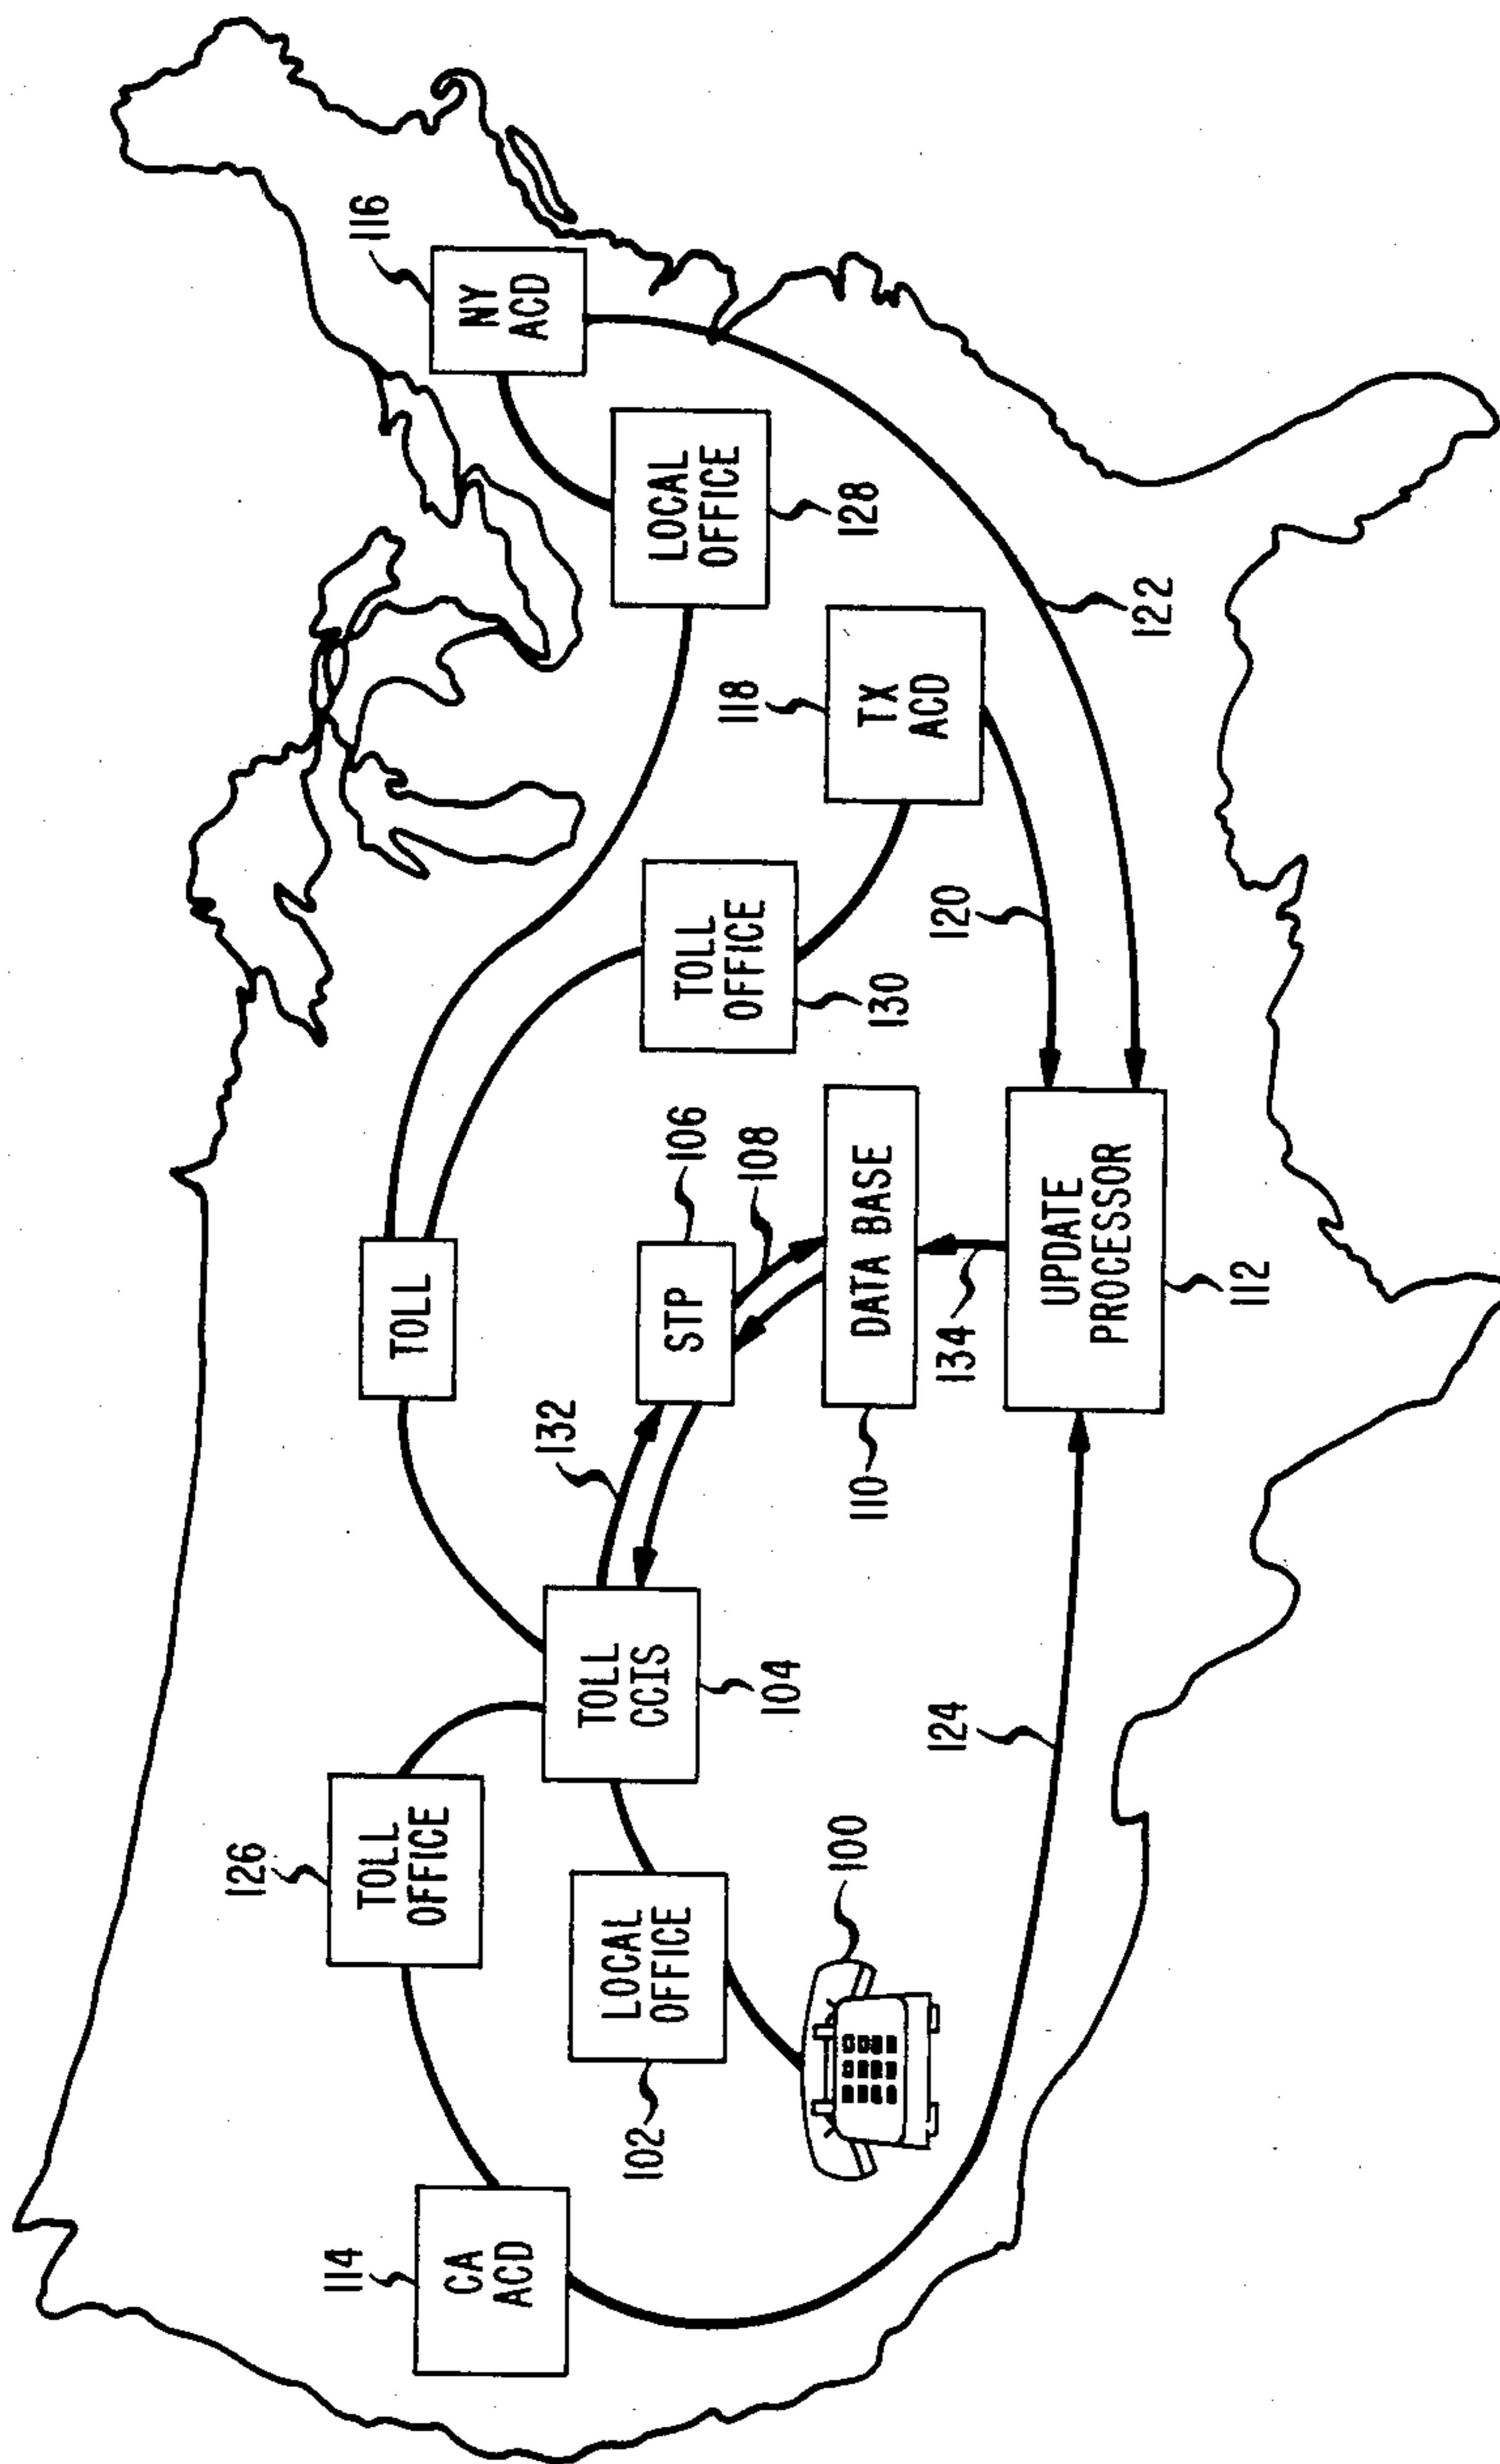 116
NY
ACD
126
TOLL
OFFICE
TOLL
114
CA
ACD
LOCAL
OFFICE
128
102
LOCAL
OFFICE
TOLL
CCIS
104
132
STP
106
108
TOLL
OFFICE
130
118
TX
ACD
100
110
DATA BASE
120
122
124
134
UPDATE
PROCESSOR
112